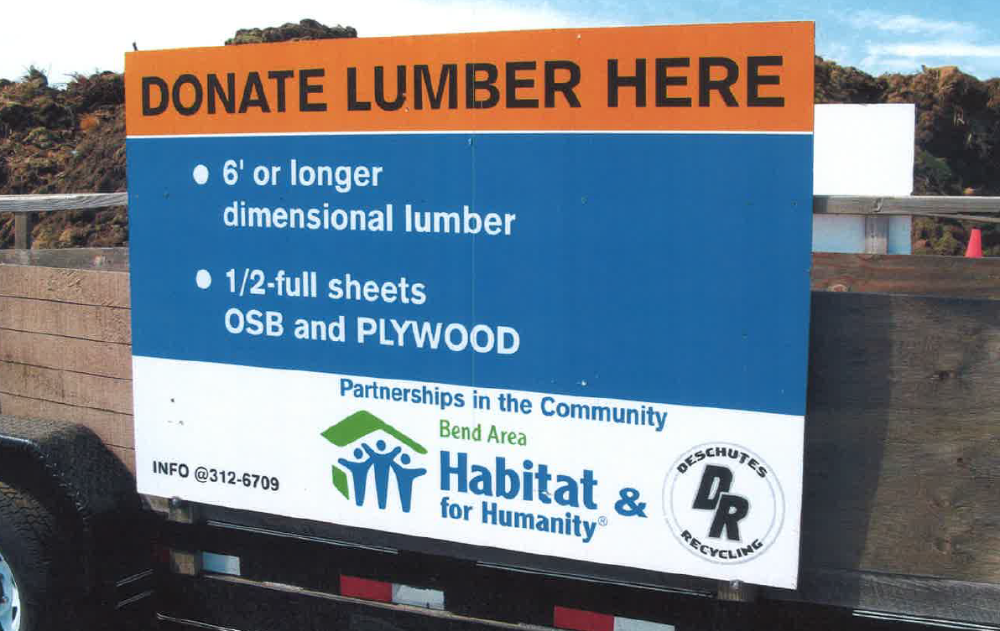 DONATE LUMBER HERE
● 6' or longer
dimensional lumber
● 1/2-full sheets
OSB and PLYWOOD
Partnerships in the Community
Bend Area
Habitat
for Humanity®
&
DESCHUTES
DR
RECYCLING
INFO @312-6709